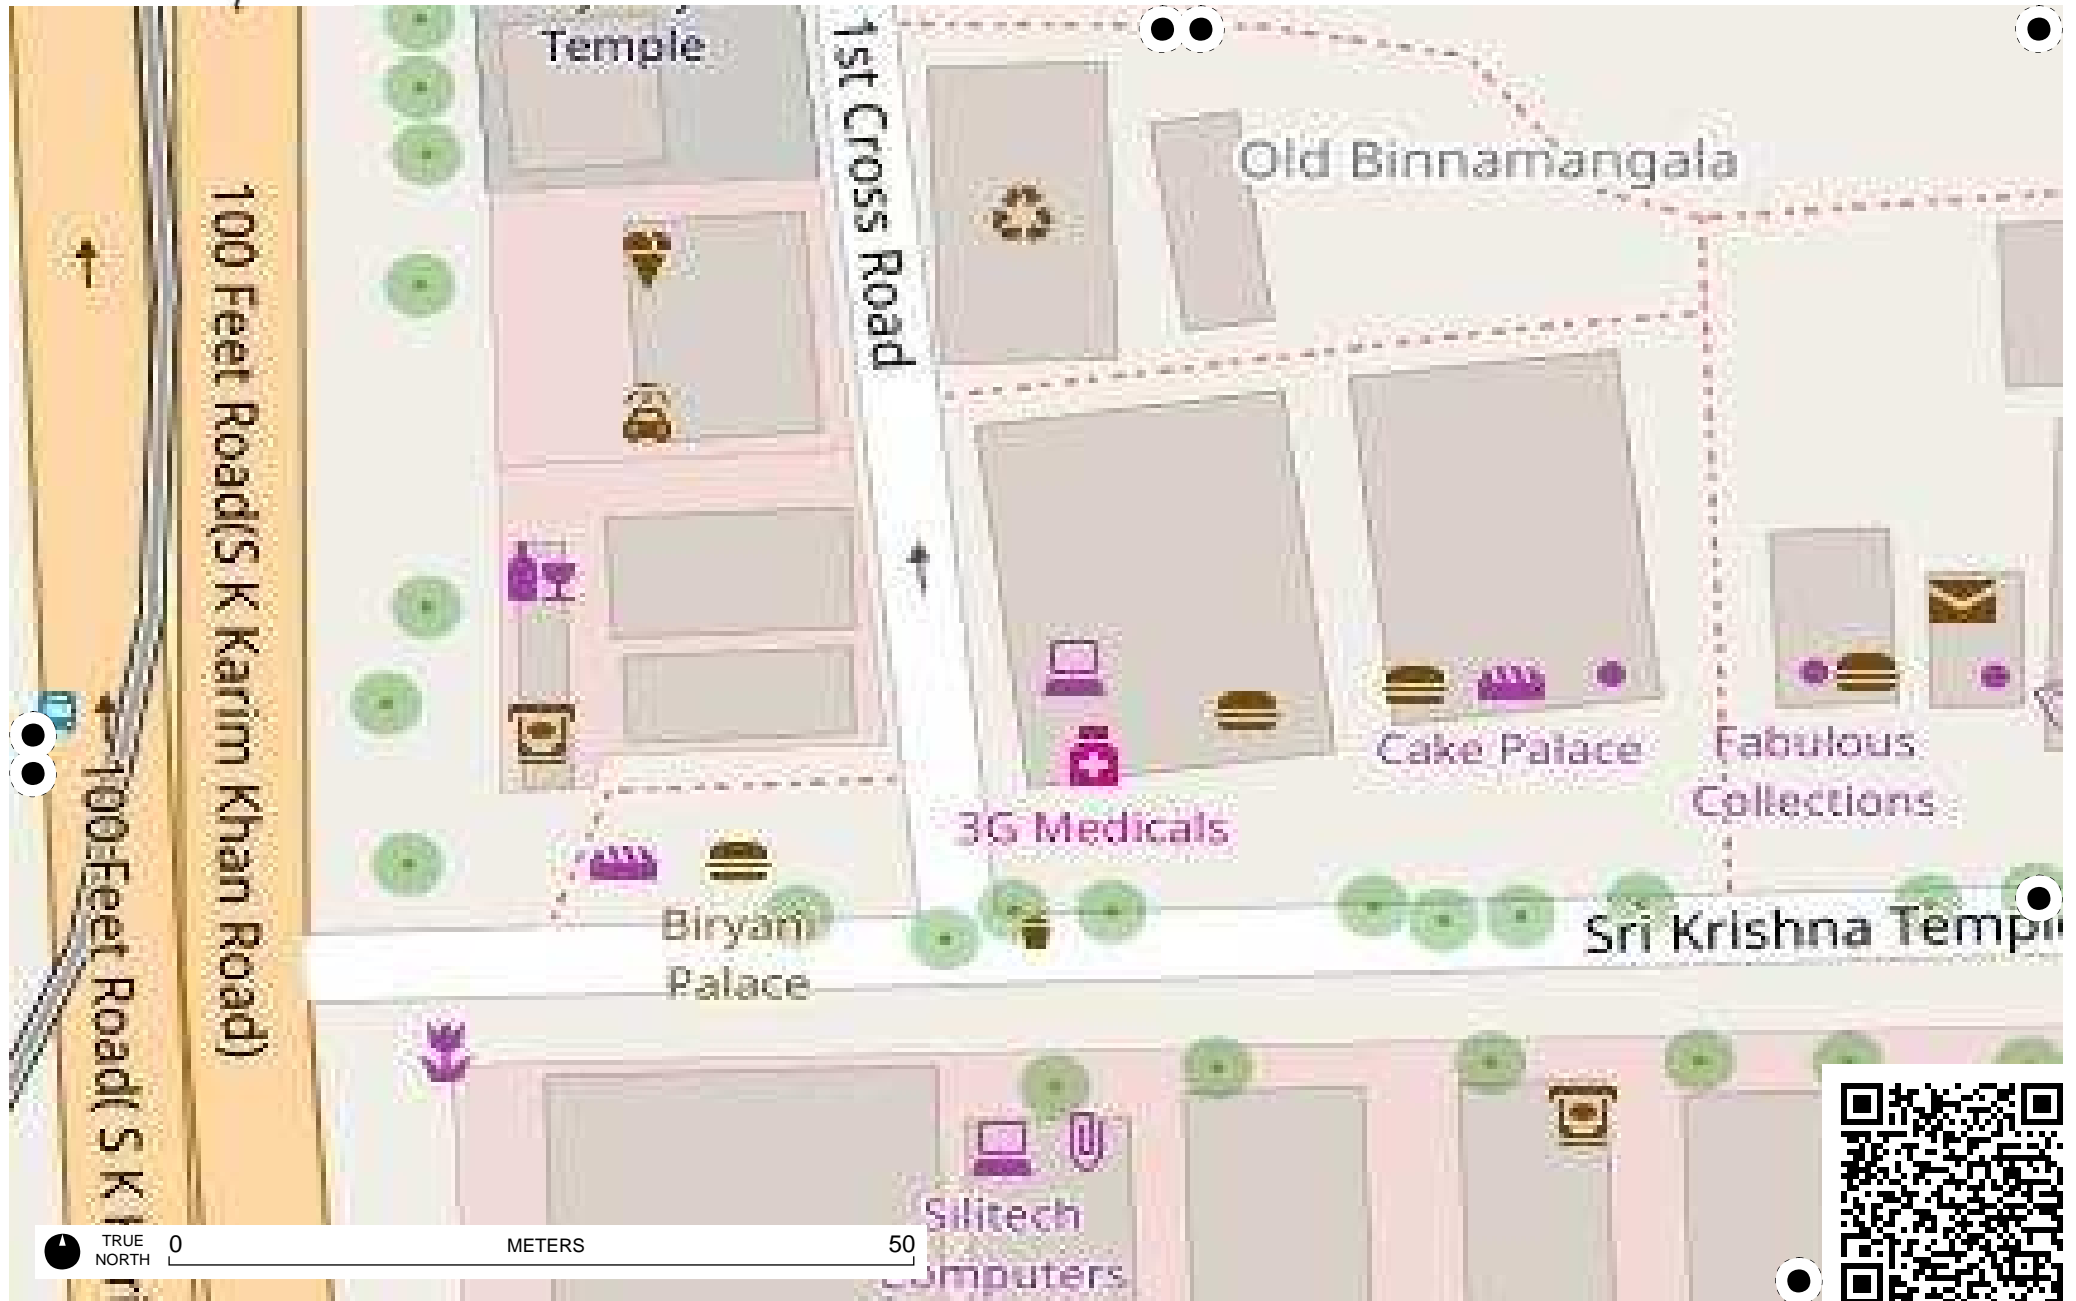 Temple
1st Cross Road
Old Binnamangala
100 Feet Road(S K Karim Khan Road)
100 Feet Road( S K
Cake Palace
Fabulous
Collections
3G Medicals
Biryani
Palace
Sri Krishna
Silitech
Computers
TRUE
NORTH
0 METERS 50